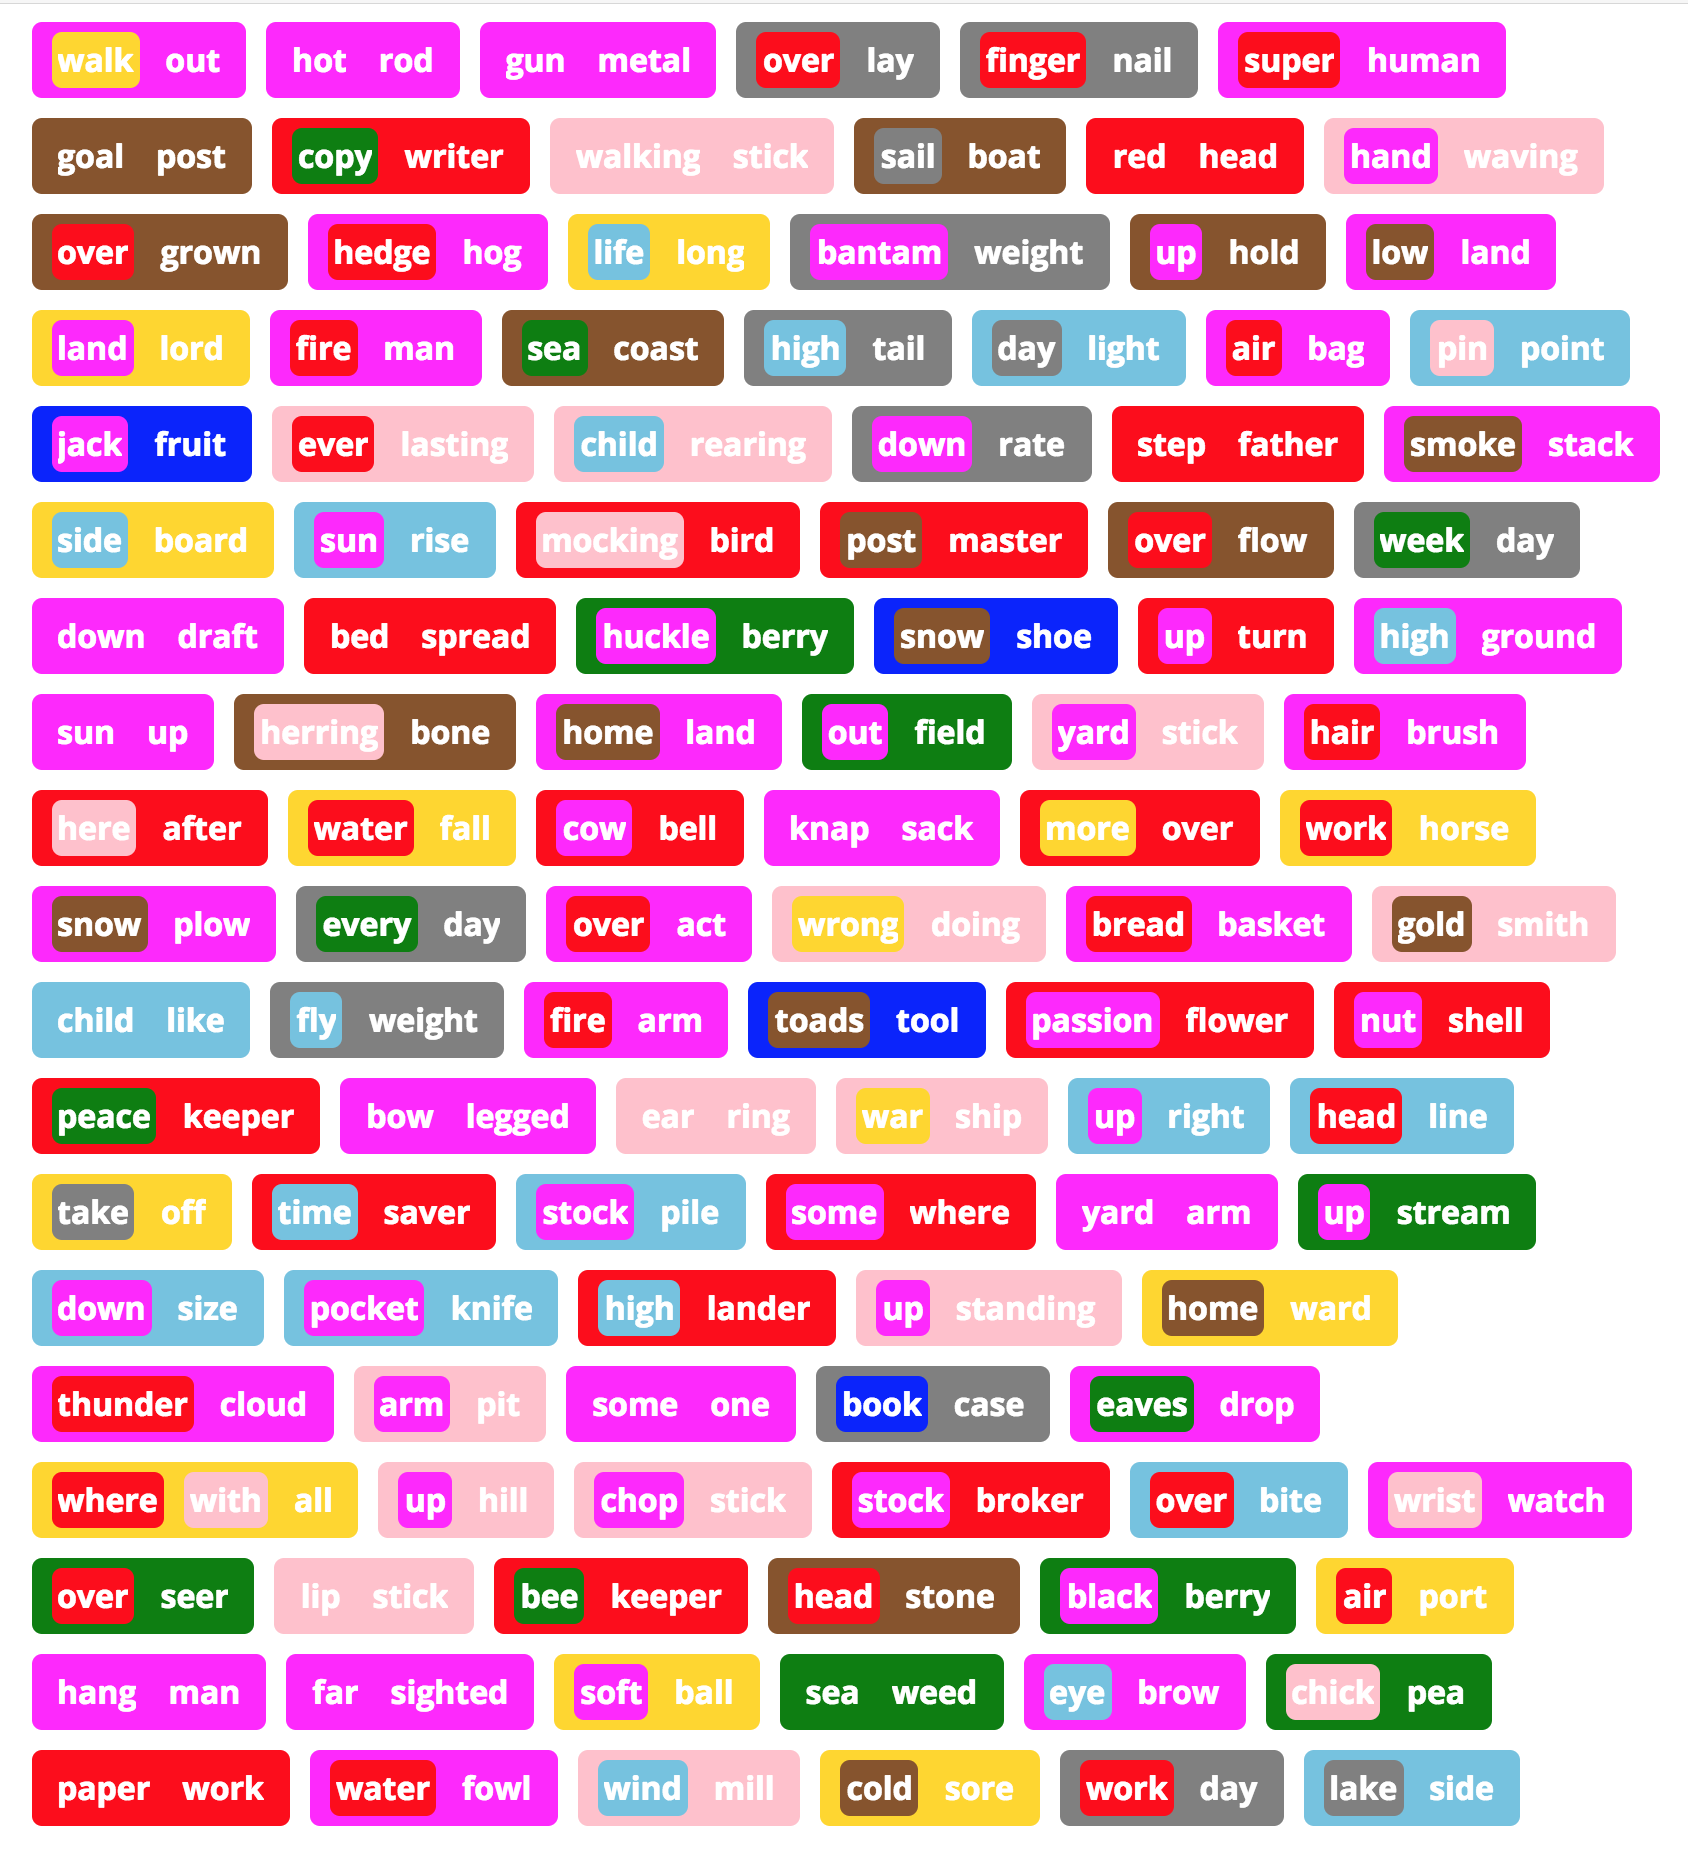 walk out hot rod gun metal over lay finger nail super human
goal post copy writer walking stick sail boat red head hand waving
over grown hedge hog life long bantam weight up hold low land
land lord fire man sea coast high tail day light air bag pin point
jack fruit ever lasting child rearing down rate step father smoke stack
side board sun rise mocking bird post master over flow week day
down draft bed spread huckle berry snow shoe up turn high ground
sun up herring bone home land out field yard stick hair brush
here after water fall cow bell knap sack more over work horse
snow plow every day over act wrong doing bread basket gold smith
child like fly weight fire arm toads tool passion flower nut shell
peace keeper bow legged ear ring war ship up right head line
take off time saver stock pile some where yard arm up stream
down size pocket knife high lander up standing home ward
thunder cloud arm pit some one book case eaves drop
where with all up hill chop stick stock broker over bite wrist watch
over seer lip stick bee keeper head stone black berry air port
hang man far sighted soft ball sea weed eye brow chick pea
paper work water fowl wind mill cold sore work day lake side